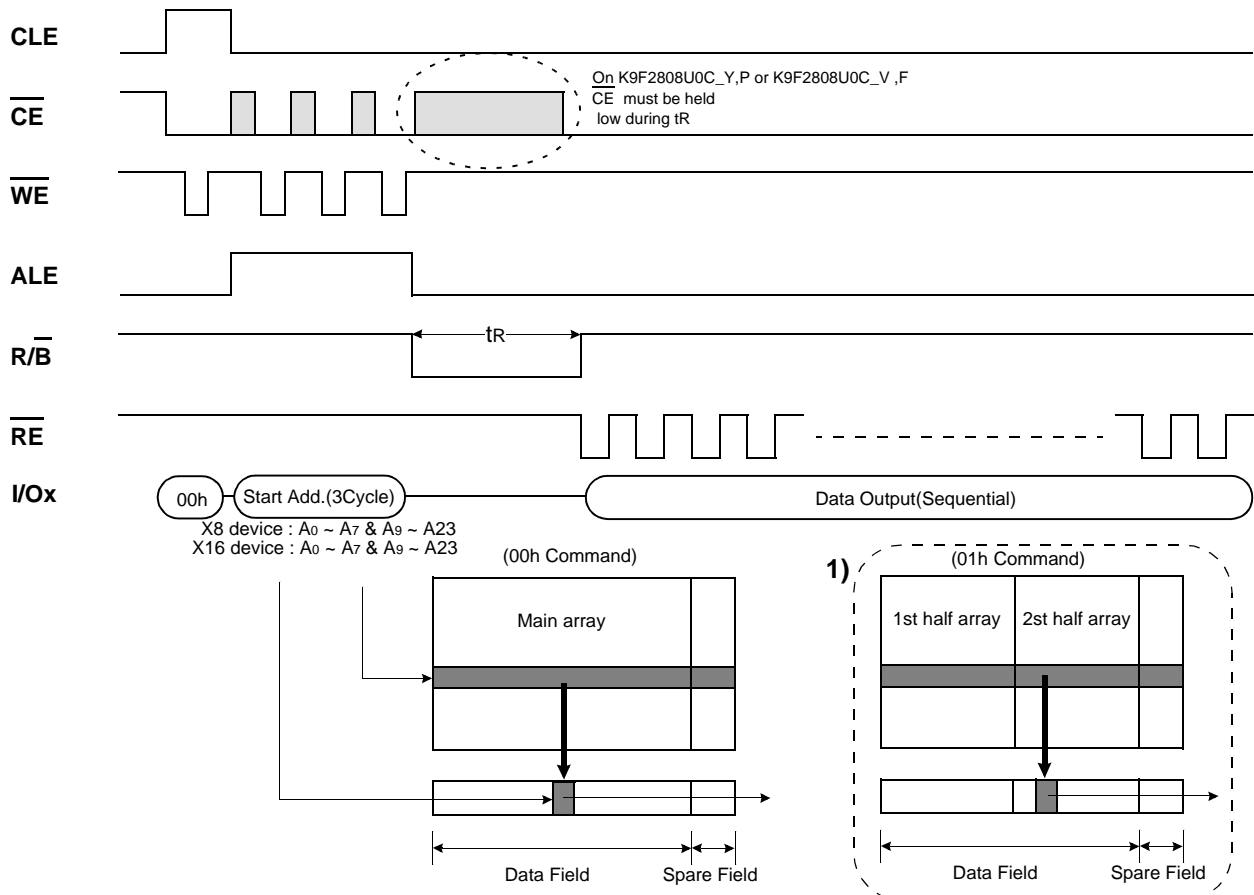 CLE
On K9F2808U0C_Y,P or K9F2808U0C_V ,F
CE must be held
low during tR
CE
WE
ALE
R/B
tR
RE
I/Ox
00h
Start Add.(3Cycle)
Data Output(Sequential)
X8 device : A0 ~ A7 & A9 ~ A23
X16 device : A0 ~ A7 & A9 ~ A23
(00h Command)
Main array
Data Field
Spare Field
1)
(01h Command)
1st half array
2st half array
Data Field
Spare Field